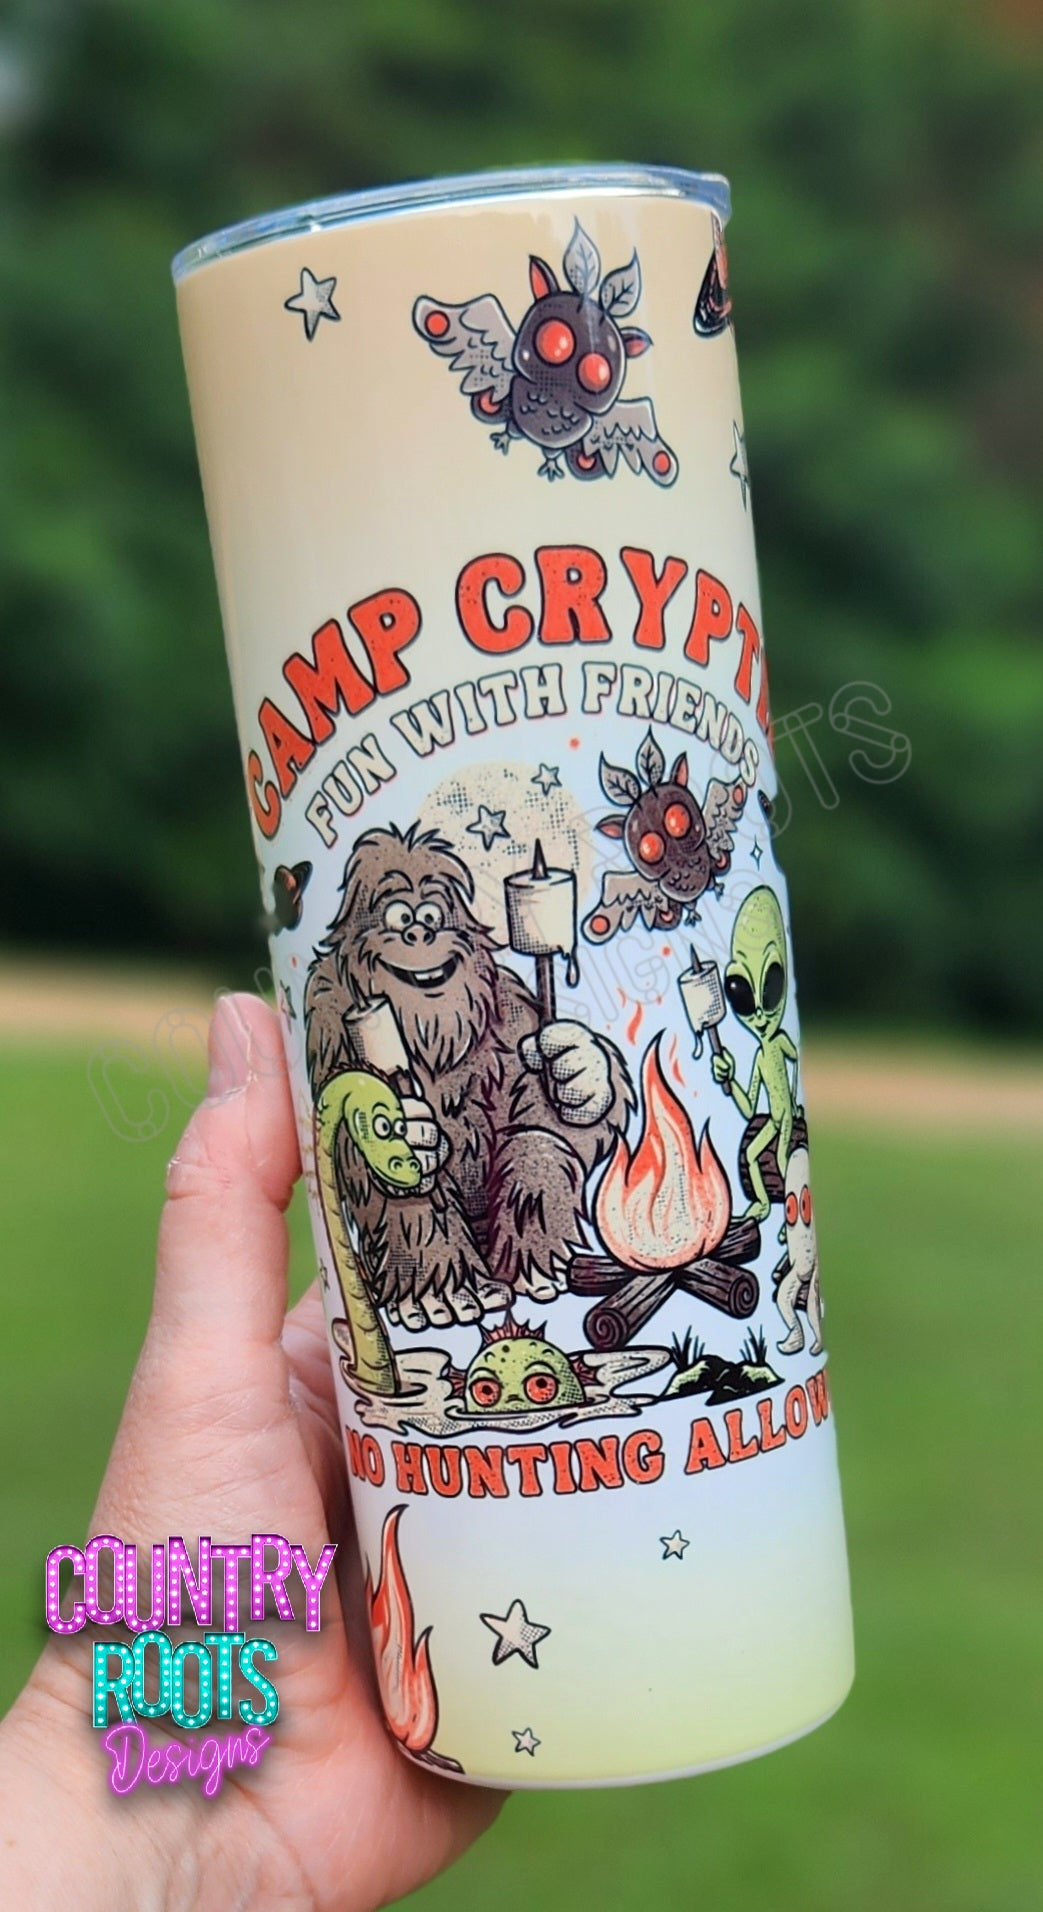 CAMP CRYPT
FUN WITH FRIENDS
NO HUNTING ALLOW
COUNTRY
ROOTS
Designs